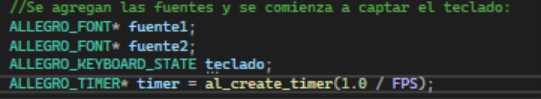 //Se agregan las fuentes y se comienza a captar el teclado:
ALLEGRO_FONT* fuente1;
ALLEGRO_FONT* fuente2;
ALLEGRO_KEYBOARD_STATE teclado;
ALLEGRO_TIMER* timer = al_create_timer(1.0 / FPS);